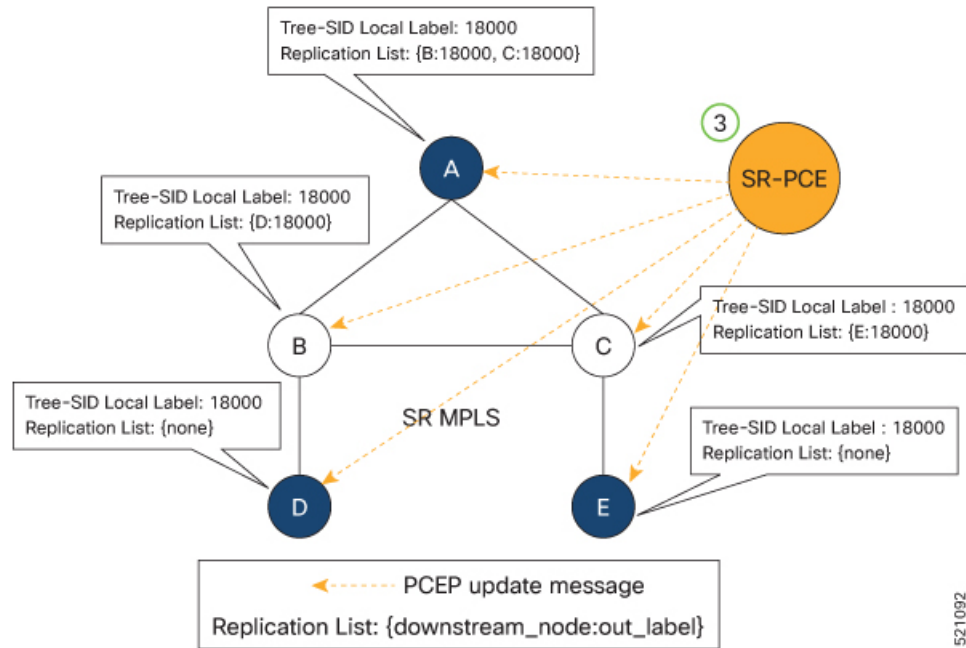 Tree-SID Local Label: 18000
Replication List: {B:18000, C:18000}
3
A
SR-PCE
Tree-SID Local Label: 18000
Replication List: {D:18000}
B
C
Tree-SID Local Label : 18000
Replication List: {E:18000}
Tree-SID Local Label: 18000
Replication List: {none}
SR MPLS
Tree-SID Local Label : 18000
Replication List: {none}
D
E
PCEP update message
Replication List: {downstream_node:out_label}
521092